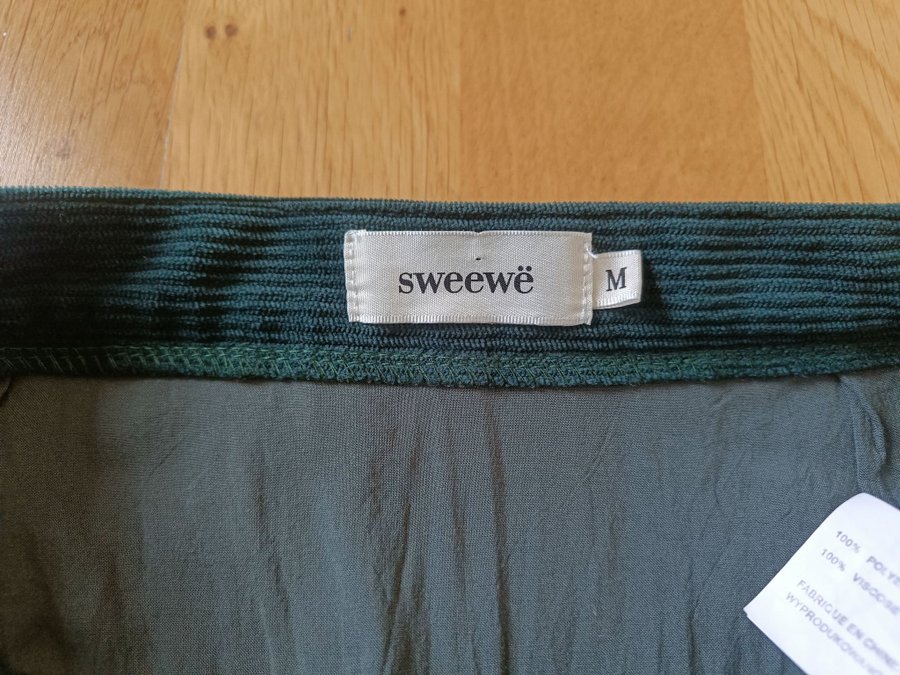 sweewë
M
100% POLYE
100% VISCOSE
FABRIQUE EN CHINE
WYPRODUKOWA